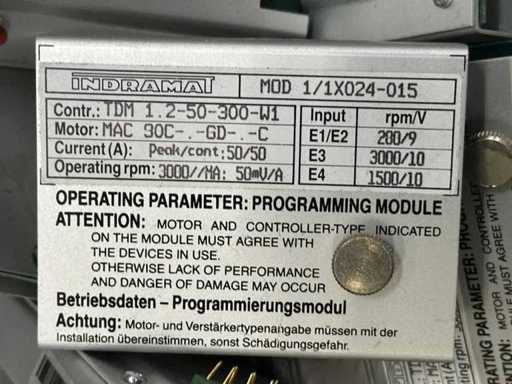 INDRAMAT
MOD 1/1X024-015
Contr.: TDM 1.2-50-300-W1
Motor: MAC 90C-.-GD-.-C
Current(A): Peak/cont:50/50
Operating rpm: 3000//MA: 50mV/A
Input rpm/V
E1/E2 200/9
E3 3000/10
E4 1500/10
OPERATING PARAMETER: PROGRAMMING MODULE
ATTENTION: MOTOR AND CONTROLLER-TYPE INDICATED
ON THE MODULE MUST AGREE WITH
THE DEVICES IN USE.
OTHERWISE LACK OF PERFORMANCE
AND DANGER OF DAMAGE MAY OCCUR
Betriebsdaten – Programmierungsmodul
Achtung: Motor- und Verstärkertypenangabe müssen mit der
Installation übereinstimmen, sonst Schädigungsgefahr.